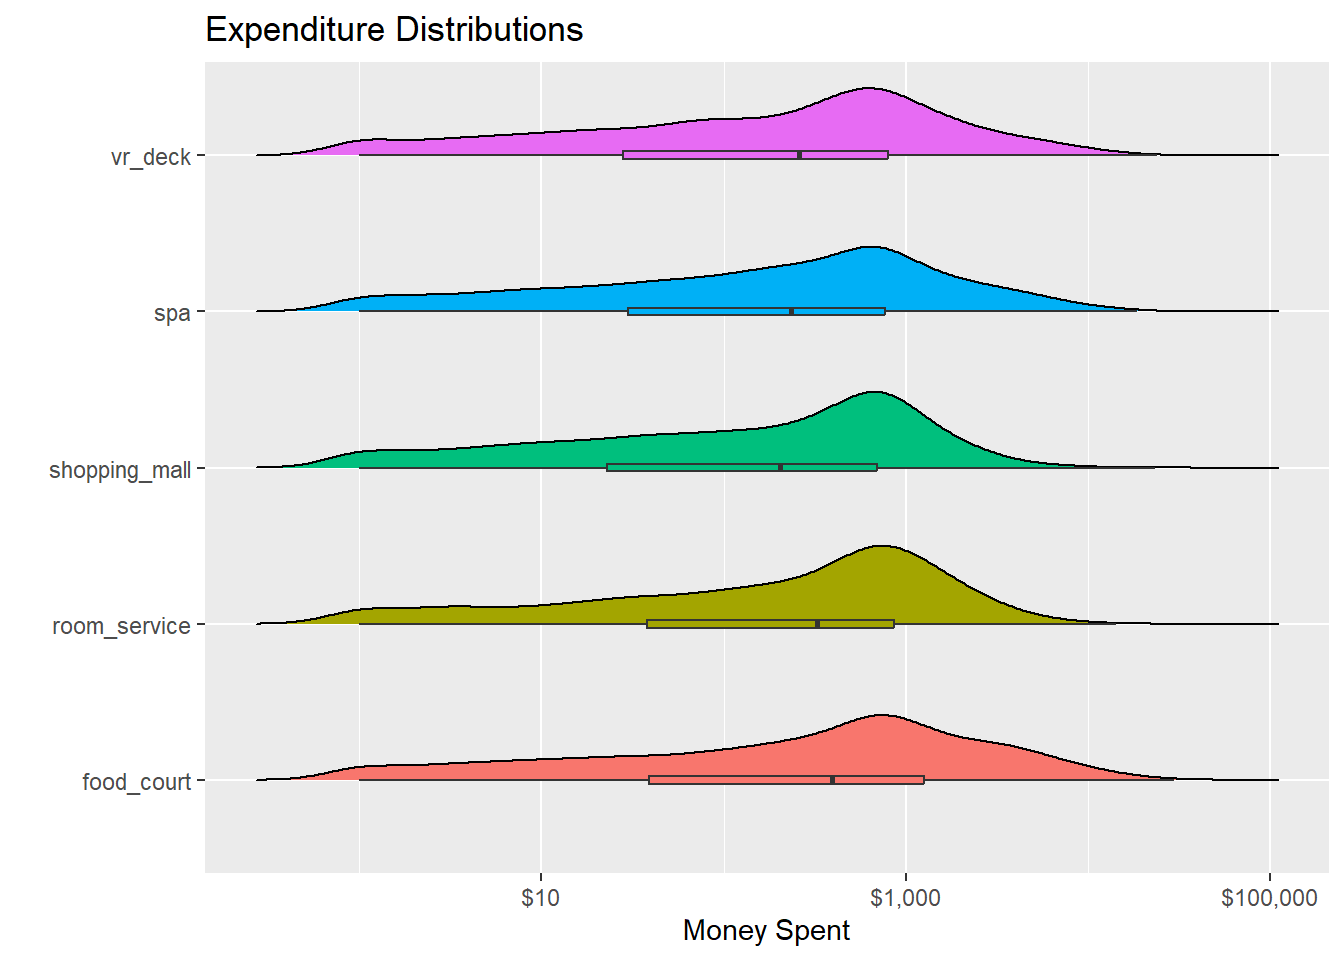 Expenditure Distributions
vr_deck
spa
shopping_mall
room_service
food_court
$10
$1,000
$100,000
Money Spent